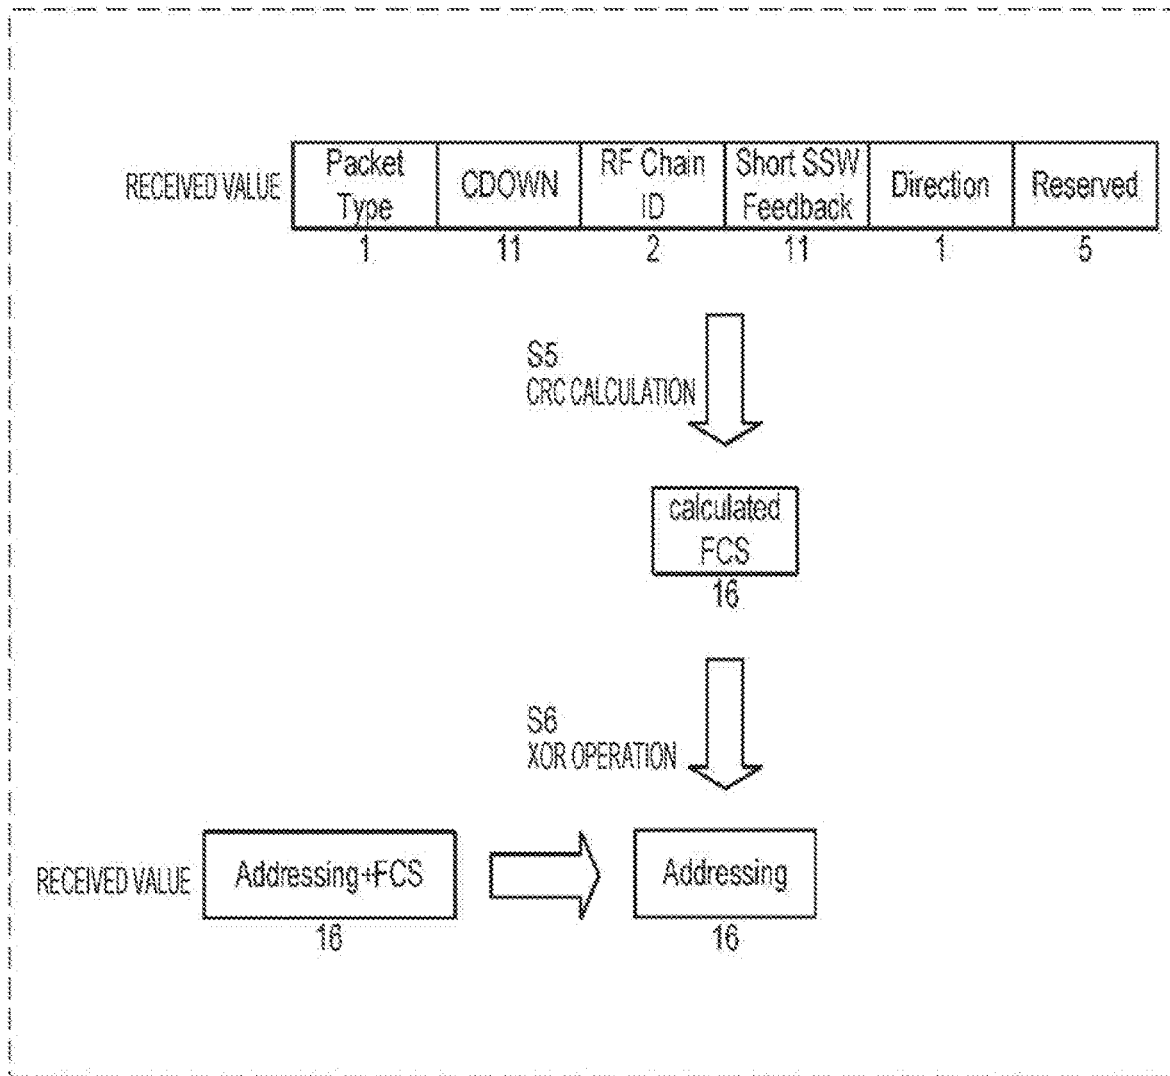 RECEIVED VALUE
Packet Type
CDOWN
RF Chain ID
Short SSW Feedback
Direction
Reserved
1
11
2
11
1
5
S5
CRC CALCULATION
calculated FCS
16
S6
XOR OPERATION
RECEIVED VALUE
Addressing+FCS
Addressing
16
16